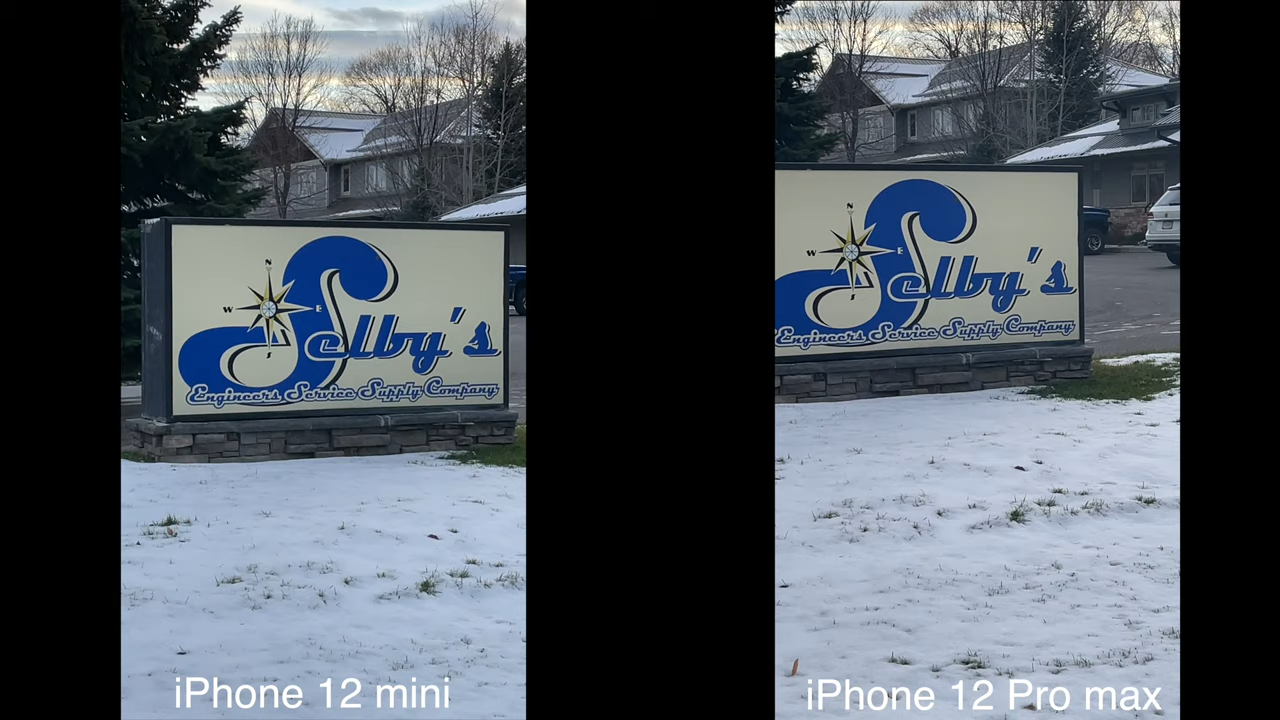 N
W E
Selby's
Engineers Service Supply Company
iPhone 12 mini
N
W E
Selby's
Engineers Service Supply Company
iPhone 12 Pro max